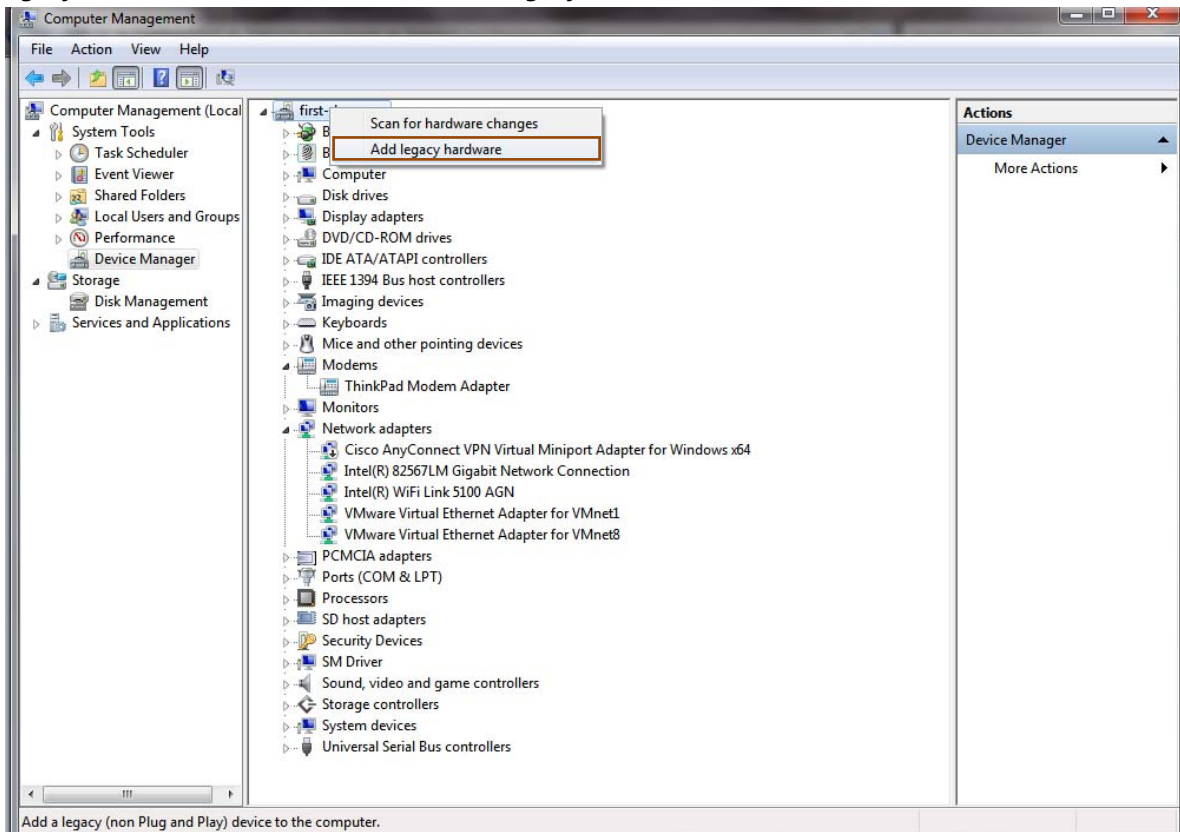 Computer Management
File Action View Help
Computer Management (Local
System Tools
Task Scheduler
Event Viewer
Shared Folders
Local Users and Groups
Performance
Device Manager
Storage
Disk Management
Services and Applications
first-
Scan for hardware changes
B
Add legacy hardware
B
Computer
Disk drives
Display adapters
DVD/CD-ROM drives
IDE ATA/ATAPI controllers
IEEE 1394 Bus host controllers
Imaging devices
Keyboards
Mice and other pointing devices
Modems
ThinkPad Modem Adapter
Monitors
Network adapters
Cisco AnyConnect VPN Virtual Miniport Adapter for Windows x64
Intel(R) 82567LM Gigabit Network Connection
Intel(R) WiFi Link 5100 AGN
VMware Virtual Ethernet Adapter for VMnet1
VMware Virtual Ethernet Adapter for VMnet8
PCMCIA adapters
Ports (COM & LPT)
Processors
SD host adapters
Security Devices
SM Driver
Sound, video and game controllers
Storage controllers
System devices
Universal Serial Bus controllers
Actions
Device Manager
More Actions
Add a legacy (non Plug and Play) device to the computer.